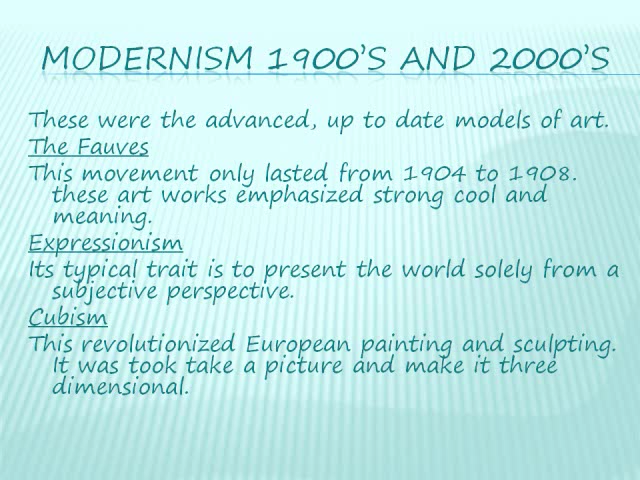 MODERNISM 1900’S AND 2000’S
These were the advanced, up to date models of art.
The Fauves
This movement only lasted from 1904 to 1908.
these art works emphasized strong cool and
meaning.
Expressionism
Its typical trait is to present the world solely from a
subjective perspective.
Cubism
This revolutionized European painting and sculpting.
It was took take a picture and make it three
dimensional.